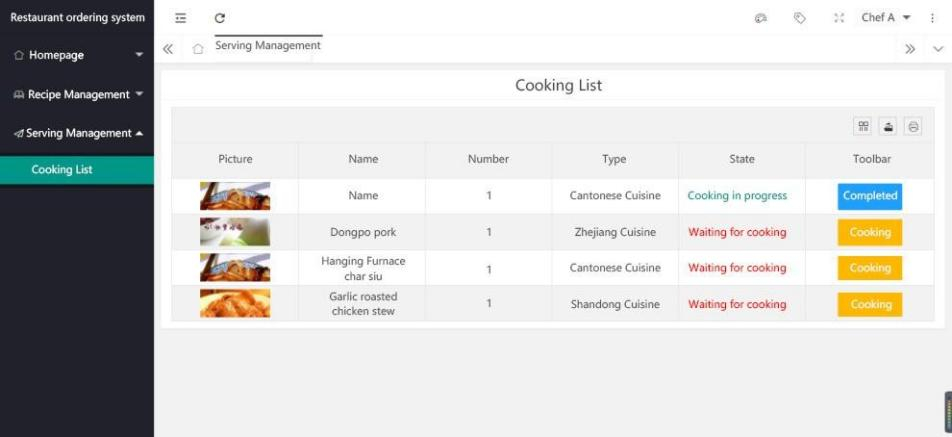 Restaurant ordering system
Chef A
Homepage
Serving Management
Recipe Management
Cooking List
Serving Management
Cooking List
Picture Name Number Type State Toolbar
Name 1 Cantonese Cuisine Cooking in progress Completed
Dongpo pork 1 Zhejiang Cuisine Waiting for cooking Cooking
Hanging Furnace
char siu 1 Cantonese Cuisine Waiting for cooking Cooking
Garlic roasted
chicken stew 1 Shandong Cuisine Waiting for cooking Cooking